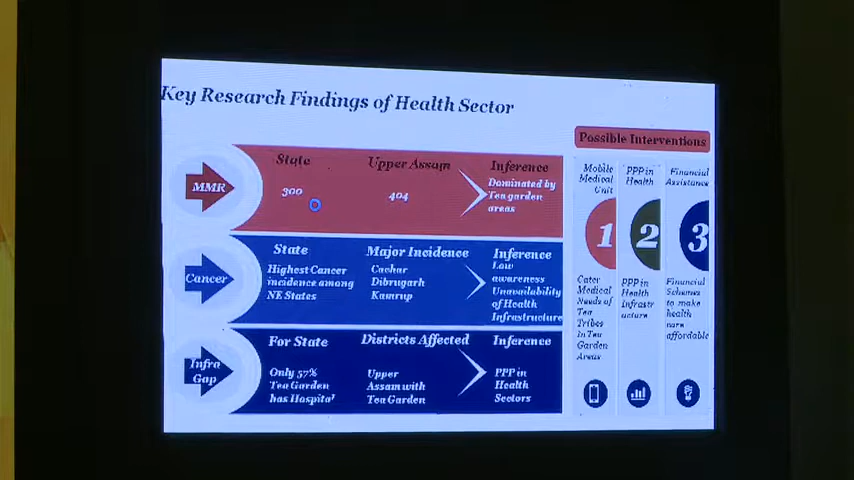 Key Research Findings of Health Sector
Possible Interventions
MMR
State
300
Upper Assam
404
Inference
Dominated by
Tea garden
areas
Cancer
State
Highest Cancer
incidence among
NE States
Major Incidence
Cachar
Dibrugarh
Kamrup
Inference
Low
awareness
Unavailability
of Health
Infrastructure
Infra
Gap
For State
Only 57%
Tea Garden
has Hospital
Districts Affected
Upper
Assam with
Tea Garden
Inference
PPP in
Health
Sectors
Mobile
Medical
Unit
1
Cater
Medical
Needs of
Tea
Tribes
in Tea
Garden
Areas
PPP in
Health
2
PPP in
Health
Infrastr
ucture
Financial
Assistance
3
Financial
Schemes
to make
health
care
affordable